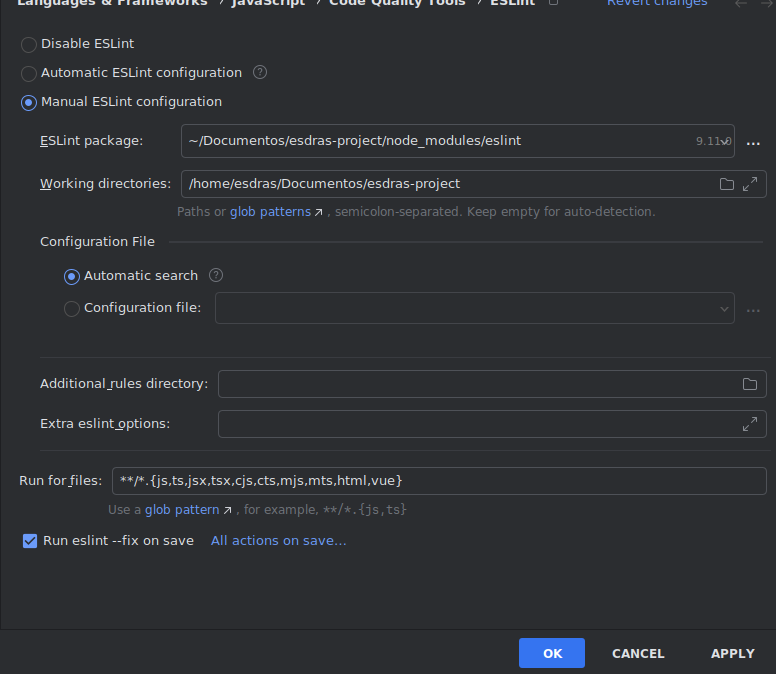 Languages & Frameworks › JavaScript › Code Quality Tools › ESLint Revert changes ← →
Disable ESLint
Automatic ESLint configuration ?
Manual ESLint configuration
ESLint package: ~/Documentos/esdras-project/node_modules/eslint 9.11.0 ...
Working directories: /home/esdras/Documentos/esdras-project
Paths or glob patterns ↗ , semicolon-separated. Keep empty for auto-detection.
Configuration File
Automatic search ?
Configuration file: ...
Additional rules directory:
Extra eslint options:
Run for files: **/*.{js,ts,jsx,tsx,cjs,cts,mjs,mts,html,vue}
Use a glob pattern ↗ , for example, **/*.{js,ts}
Run eslint --fix on save All actions on save...
OK CANCEL APPLY